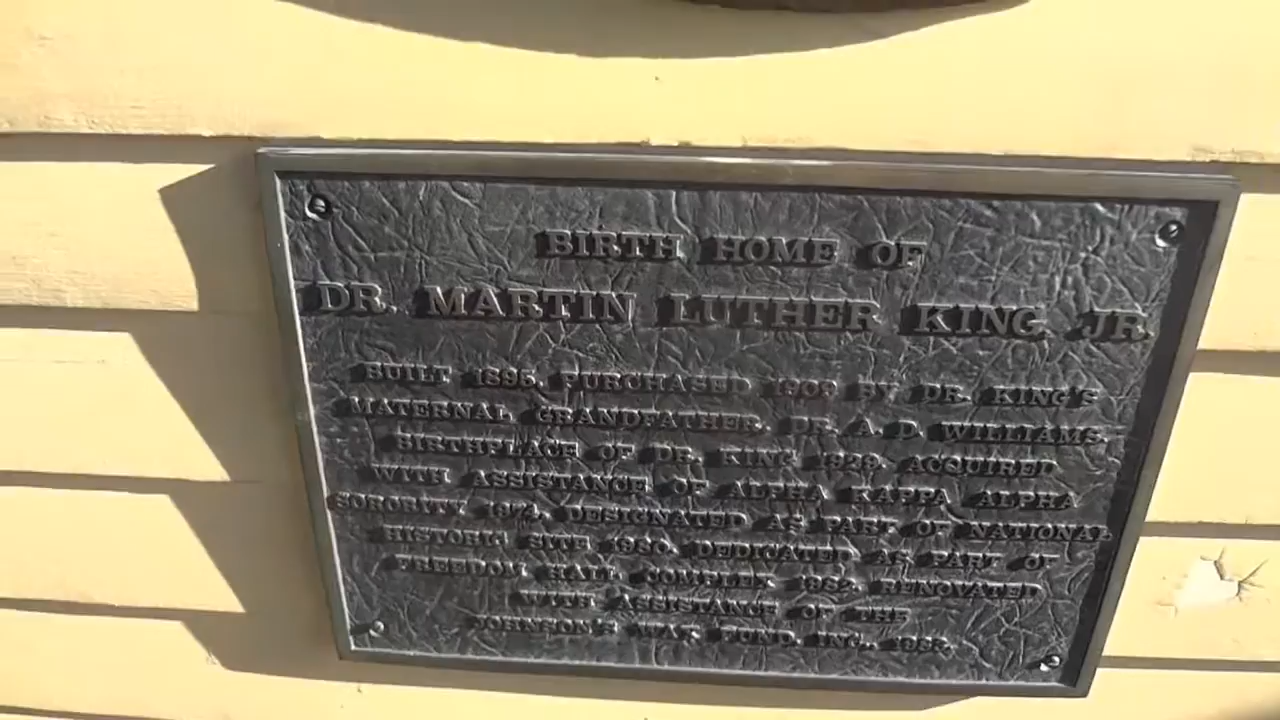 BIRTH HOME OF
DR. MARTIN LUTHER KING, JR.
BUILT 1895. PURCHASED 1909 BY DR. KING'S
MATERNAL GRANDFATHER, DR. A. D. WILLIAMS.
BIRTHPLACE OF DR. KING 1929. ACQUIRED
WITH ASSISTANCE OF ALPHA KAPPA ALPHA
SORORITY 1974. DESIGNATED AS PART OF NATIONAL
HISTORIC SITE 1980. DEDICATED AS PART OF
FREEDOM HALL COMPLEX 1982. RENOVATED
WITH ASSISTANCE OF THE
JOHNSON'S WAX FUND, INC., 1983.